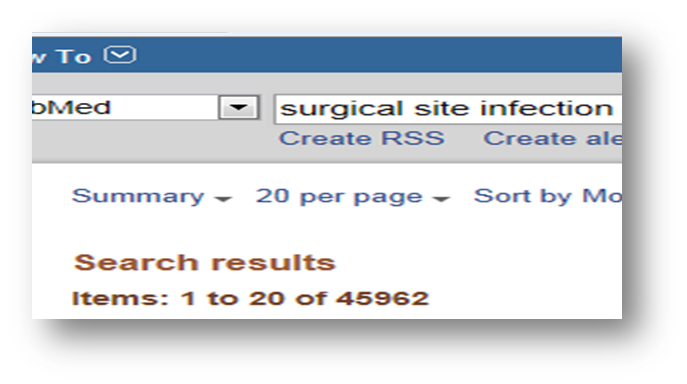 w To
bMed surgical site infection
Create RSS Create ale
Summary 20 per page Sort by Mo
Search results
Items: 1 to 20 of 45962